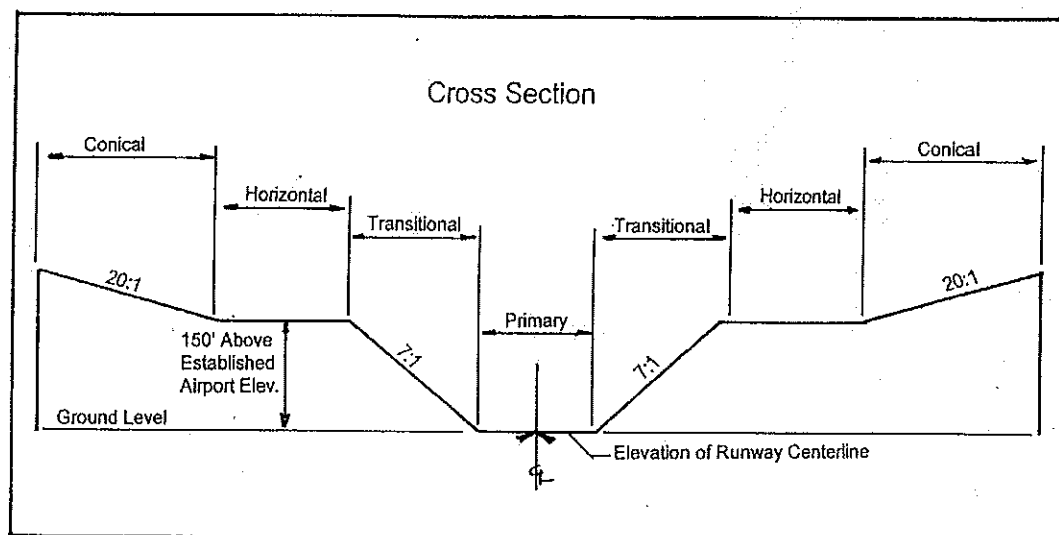 Cross Section
Conical
Conical
Horizontal
Horizontal
Transitional
Transitional
20:1
20:1
Primary
150' Above
Established
Airport Elev.
7:1
7:1
Ground Level
Elevation of Runway Centerline
CL